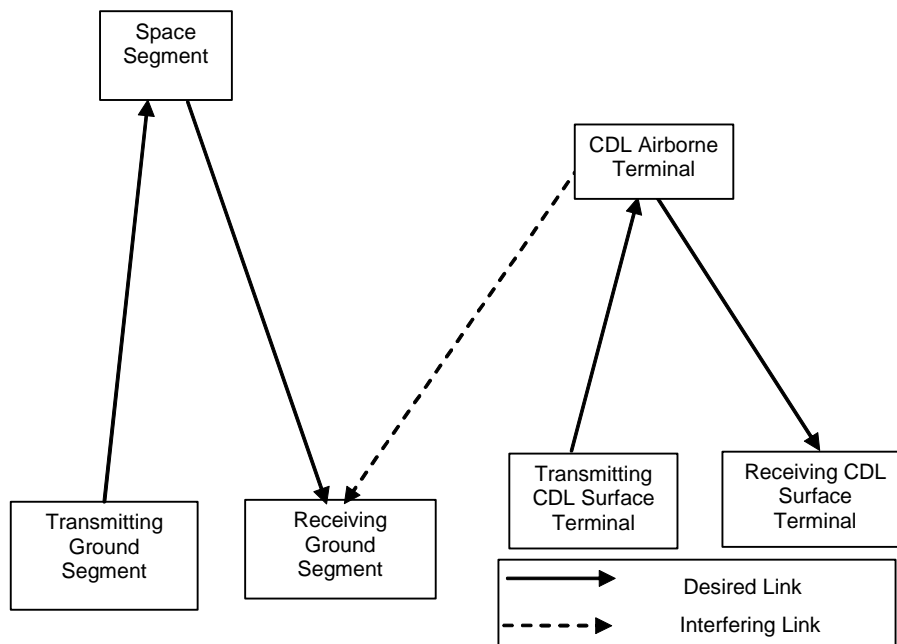 Space
Segment
CDL Airborne
Terminal
Transmitting
Ground
Segment
Receiving
Ground
Segment
Transmitting
CDL Surface
Terminal
Receiving CDL
Surface
Terminal
Desired Link
Interfering Link